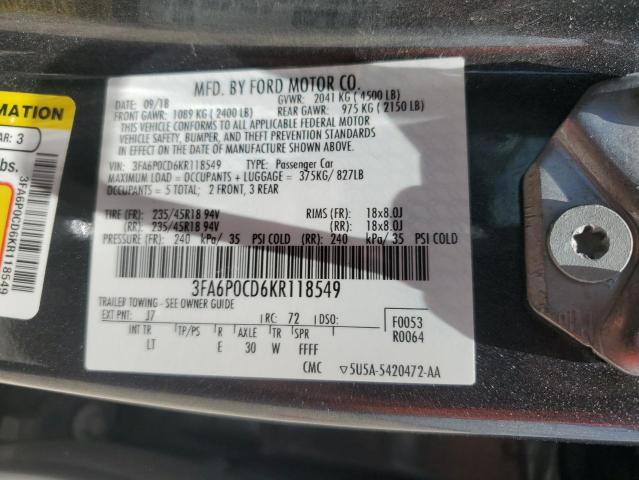 MFD. BY FORD MOTOR CO.
DATE: 09/18 GVWR: 2041 KG (4500 LB)
FRONT GAWR: 1089 KG (2400 LB) REAR GAWR: 975 KG (2150 LB)
THIS VEHICLE CONFORMS TO ALL APPLICABLE FEDERAL MOTOR
VEHICLE SAFETY, BUMPER, AND THEFT PREVENTION STANDARDS
IN EFFECT ON THE DATE OF MANUFACTURE SHOWN ABOVE.
VIN: 3FA6P0CD6KR118549 TYPE: Passenger Car
MAXIMUM LOAD = OCCUPANTS + LUGGAGE = 375KG/ 827LB
OCCUPANTS = 5 TOTAL; 2 FRONT, 3 REAR
TIRE (FR): 235/45R18 94V RIMS (FR): 18x8.0J
(RR): 235/45R18 94V (RR): 18x8.0J
PRESSURE (FR): 240 kPa/ 35 PSI COLD (RR): 240 kPa/ 35 PSI COLD
3FA6P0CD6KR118549
TRAILER TOWING - SEE OWNER GUIDE
EXT PNT: J7 RC: 72 DSO: F0053
R0064
INT TR TP/PS R AXLE TR SPR
LT E 30 W FFFF
CMC ▽5U5A-5420472-AA
RMATION
AR: 3
bs.
3FA6P0CD6KR118549